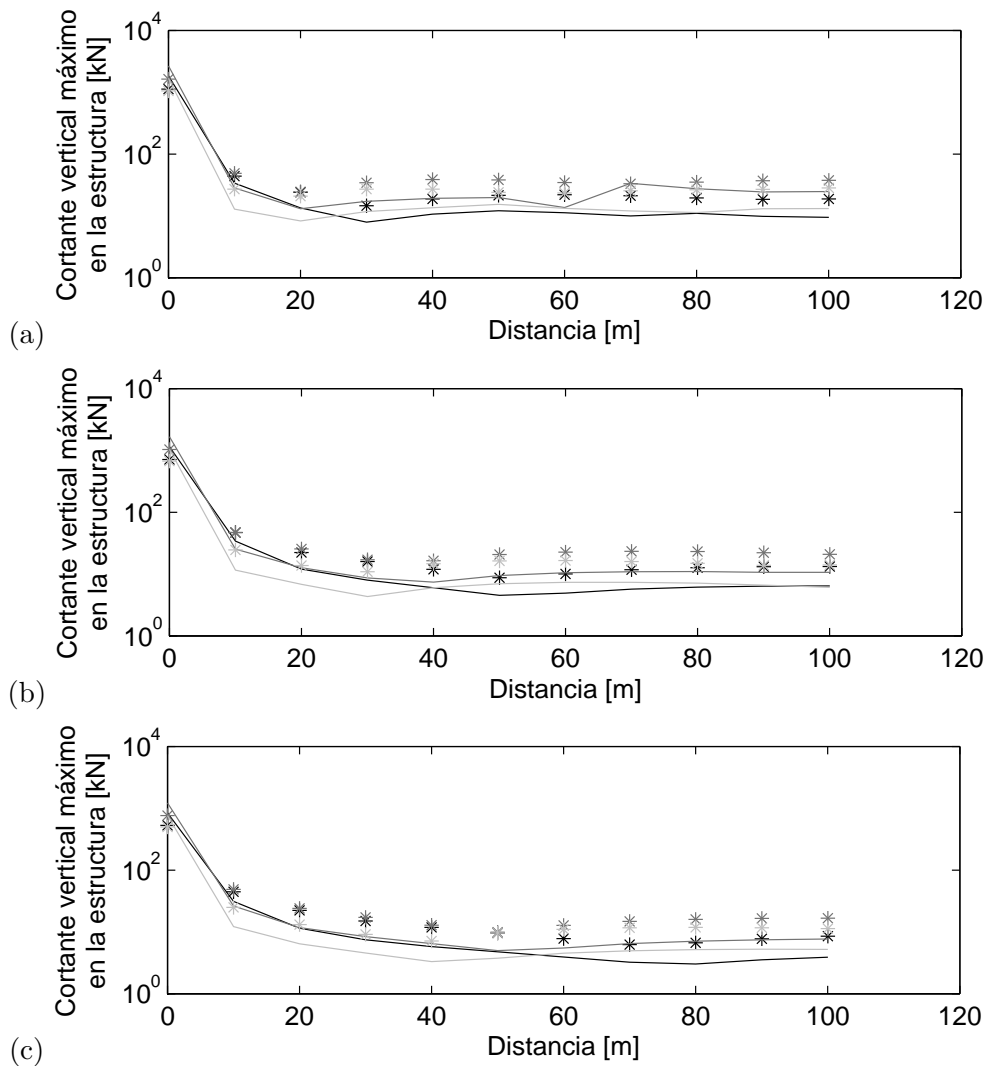 Cortante vertical máximo
en la estructura [kN]
10^4
10^2
10^0
0 20 40 60 80 100 120
Distancia [m]
(a)
Cortante vertical máximo
en la estructura [kN]
10^4
10^2
10^0
0 20 40 60 80 100 120
Distancia [m]
(b)
Cortante vertical máximo
en la estructura [kN]
10^4
10^2
10^0
0 20 40 60 80 100 120
Distancia [m]
(c)